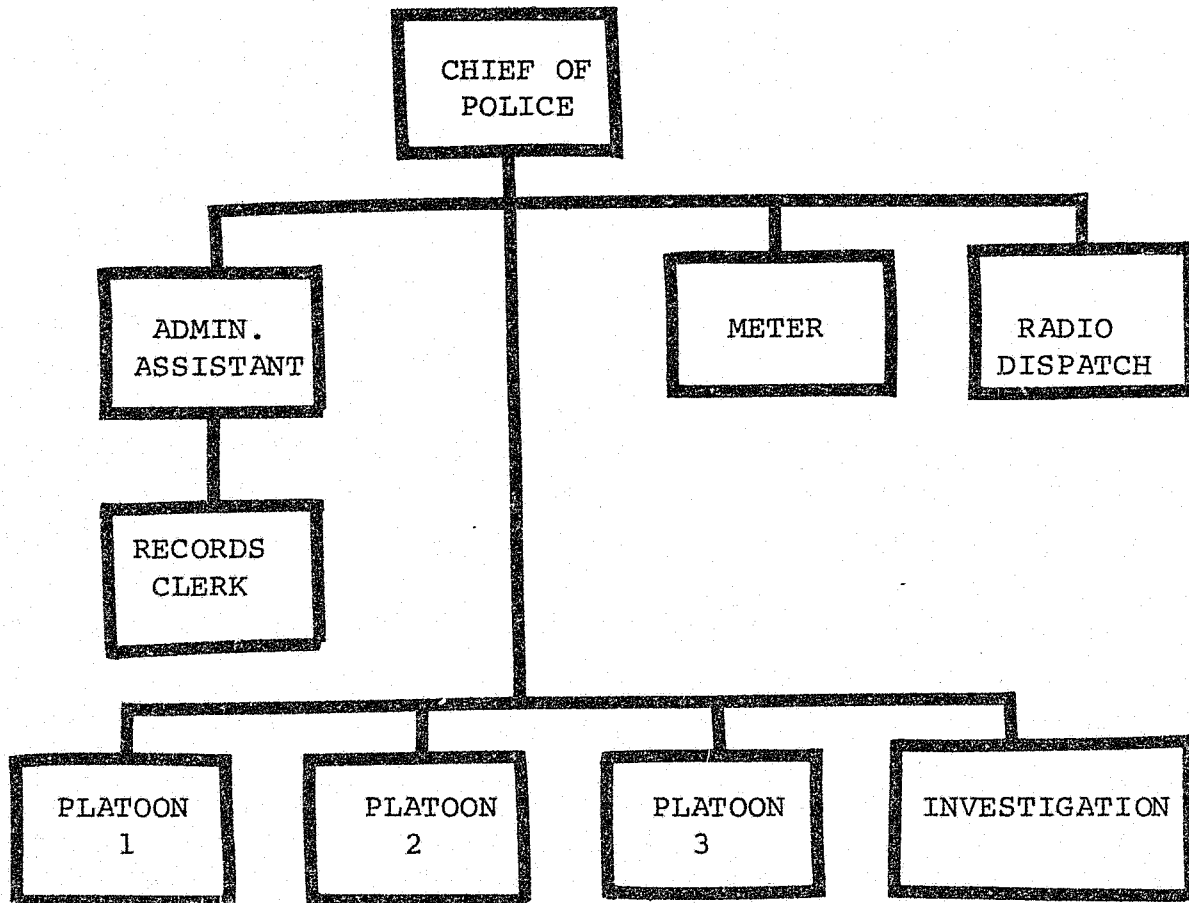 CHIEF OF
POLICE
ADMIN.
ASSISTANT
METER
RADIO
DISPATCH
RECORDS
CLERK
PLATOON
1
PLATOON
2
PLATOON
3
INVESTIGATION